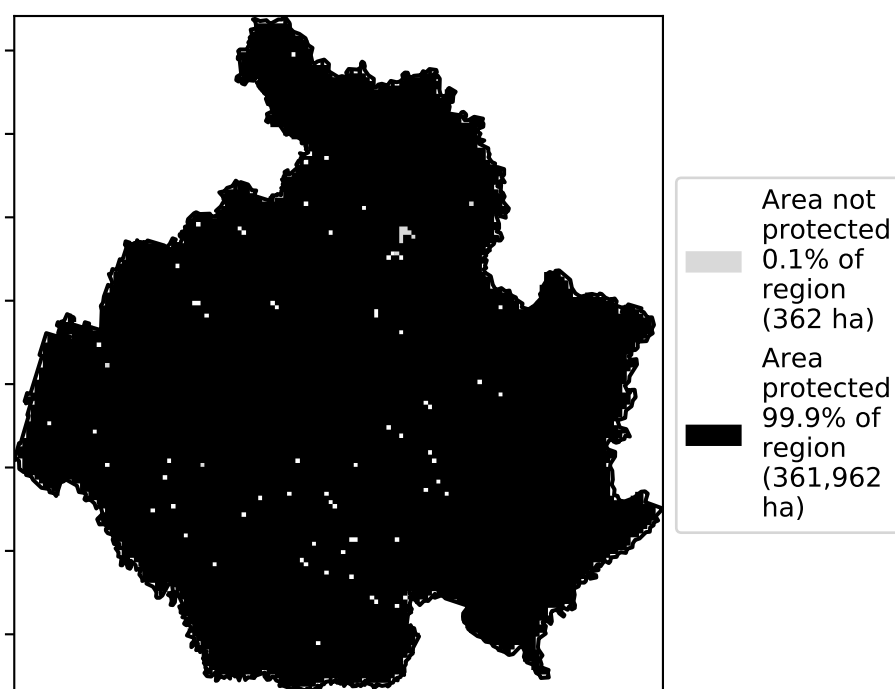 Area not
protected
0.1% of
region
(362 ha)
Area
protected
99.9% of
region
(361,962
ha)